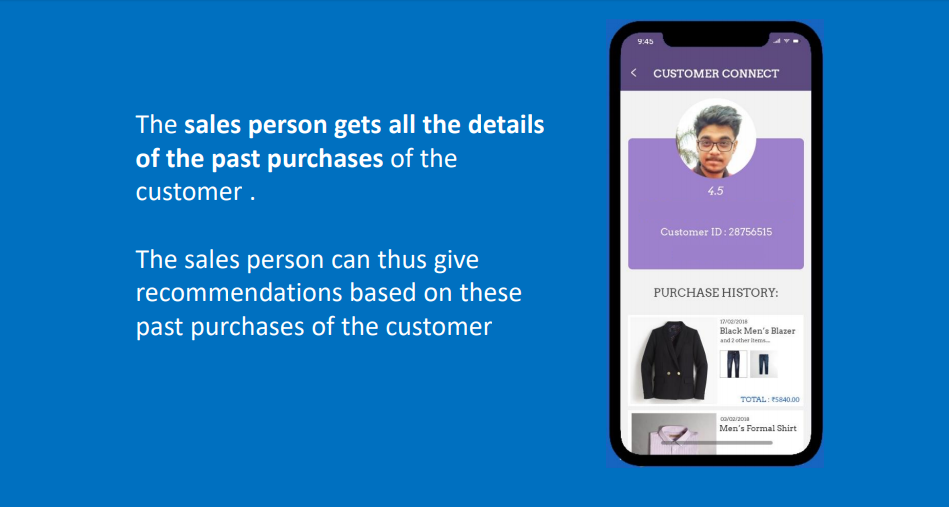 The sales person gets all the details
of the past purchases of the
customer .
The sales person can thus give
recommendations based on these
past purchases of the customer
9:45
CUSTOMER CONNECT
4.5
Customer ID : 28756515
PURCHASE HISTORY:
17/02/2018
Black Men's Blazer
and 2 other items...
TOTAL : ₹5840.00
03/02/2018
Men's Formal Shirt